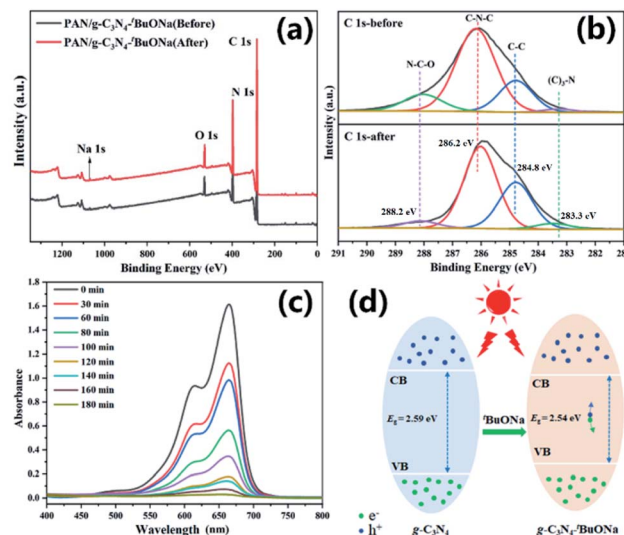 PAN/g-C3N4-tBuONa(Before)
PAN/g-C3N4-tBuONa(After)
(a)
C 1s
N 1s
O 1s
Na 1s
Intensity (a.u.)
1200 1000 800 600 400 200 0
Binding Energy (eV)
C 1s-before
(b)
C-N-C
N-C-O
C-C
(C)3-N
C 1s-after
286.2 eV
284.8 eV
288.2 eV
283.3 eV
Intensity (a.u.)
291 290 289 288 287 286 285 284 283 282 281
Binding Energy (eV)
(c)
0 min
30 min
60 min
80 min
100 min
120 min
140 min
160 min
180 min
1.8
1.6
1.4
1.2
1.0
0.8
0.6
0.4
0.2
0.0
Absorbance
400 450 500 550 600 650 700 750 800
Wavelength (nm)
(d)
CB
CB
Eg = 2.59 eV
tBuONa
Eg = 2.54 eV
VB
VB
e-
h+
g-C3N4
g-C3N4-tBuONa